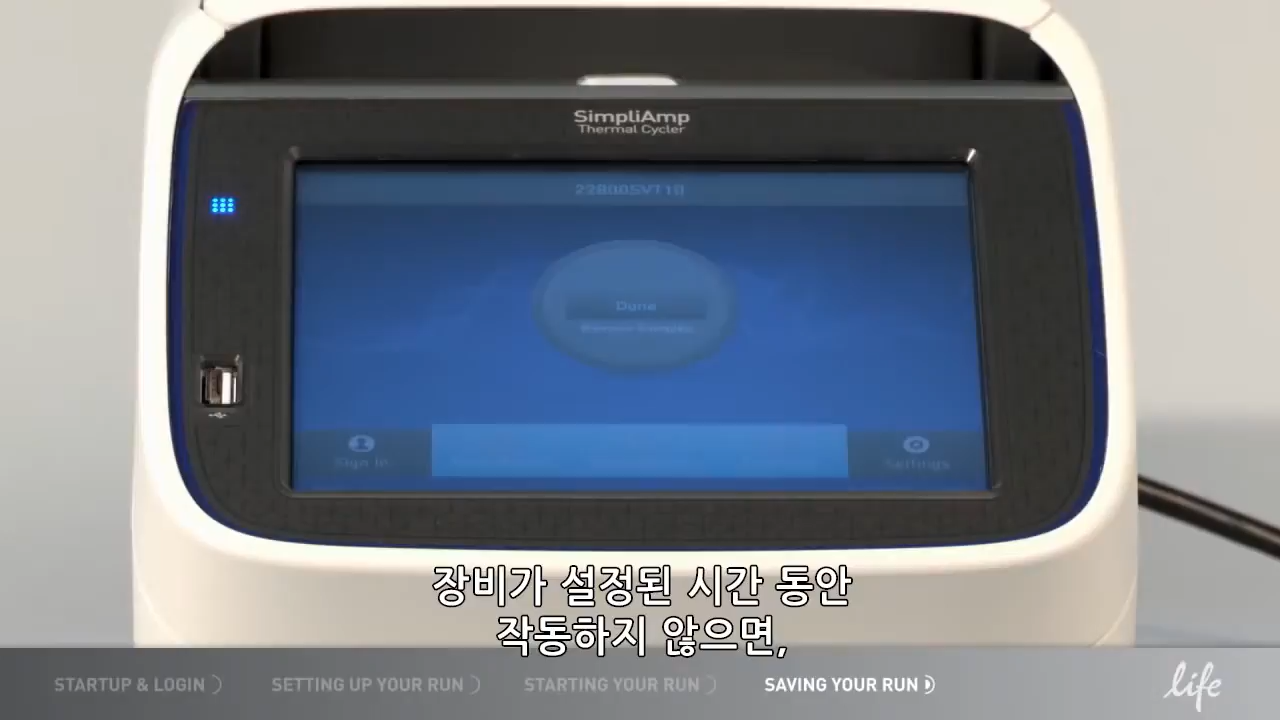 SimpliAmp
Thermal Cycler
Done
Sign In
Settings
장비가 설정된 시간 동안
작동하지 않으면,
STARTUP & LOGIN
SETTING UP YOUR RUN
STARTING YOUR RUN
SAVING YOUR RUN
life